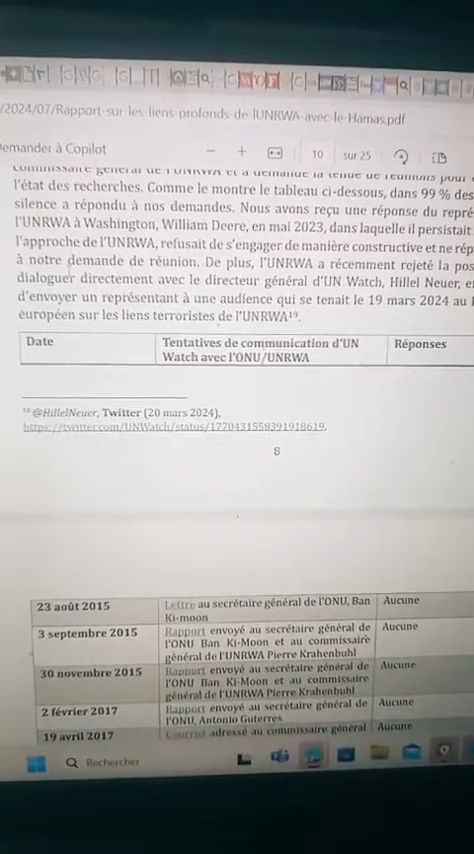 /2024/07/Rapport-sur-les-liens-profonds-de-lUNRWA-avec-le-Hamas.pdf
Demander à Copilot
10 sur 25
commissaire général de l'UNRWA et a demandé la tenue de réunions pour
l'état des recherches. Comme le montre le tableau ci-dessous, dans 99 % des
silence a répondu à nos demandes. Nous avons reçu une réponse du repré
l'UNRWA à Washington, William Deere, en mai 2023, dans laquelle il persistait
l'approche de l'UNRWA, refusait de s'engager de manière constructive et ne rép
à notre demande de réunion. De plus, l'UNRWA a récemment rejeté la pos
dialoguer directement avec le directeur général d'UN Watch, Hillel Neuer, e
d'envoyer un représentant à une audience qui se tenait le 19 mars 2024 au
européen sur les liens terroristes de l'UNRWA¹⁹.
Date Tentatives de communication d'UN Réponses
Watch avec l'ONU/UNRWA
¹⁹ @HillelNeuer, Twitter (20 mars 2024),
https://twitter.com/UNWatch/status/1770431558391918619.
8
23 août 2015 Lettre au secrétaire général de l'ONU, Ban Aucune
Ki-moon
3 septembre 2015 Rapport envoyé au secrétaire général de Aucune
l'ONU Ban Ki-Moon et au commissaire
général de l'UNRWA Pierre Krahenbuhl
30 novembre 2015 Rapport envoyé au secrétaire général de Aucune
l'ONU Ban Ki-Moon et au commissaire
général de l'UNRWA Pierre Krahenbuhl
2 février 2017 Rapport envoyé au secrétaire général de Aucune
l'ONU, Antonio Guterres
19 avril 2017 Courriel adressé au commissaire général Aucune
Rechercher